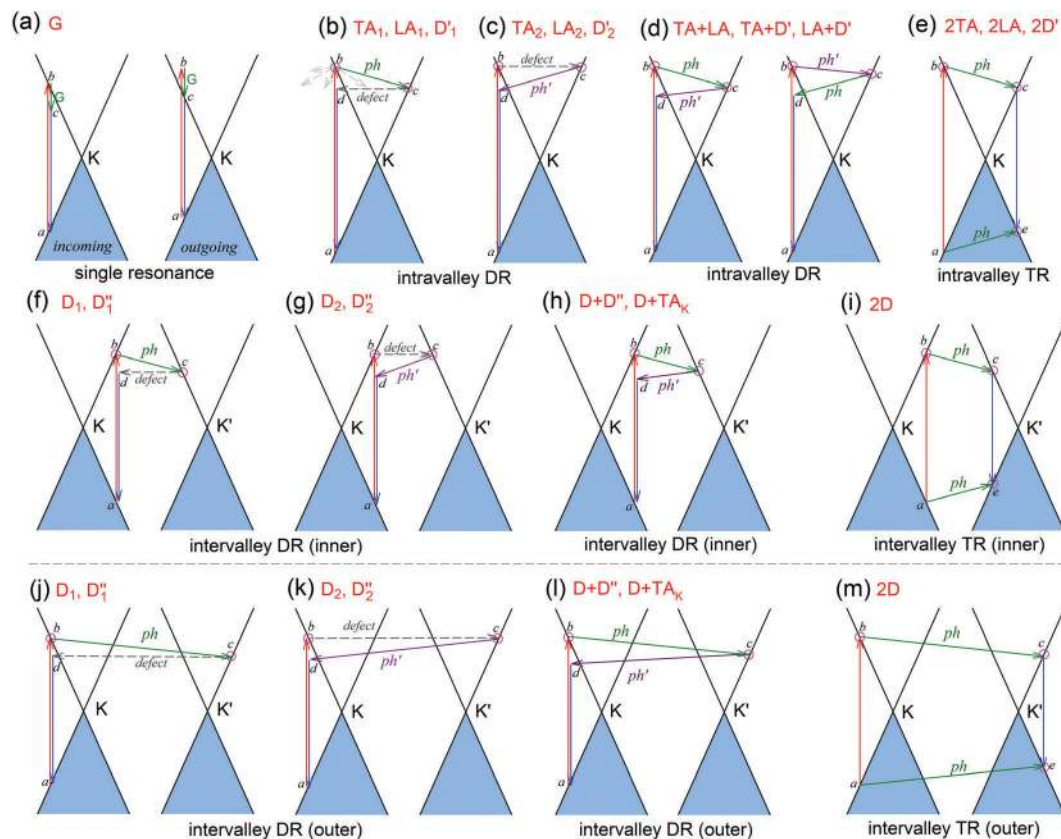 (a) G
b
G
c
a
incoming
K
b
G
c
a
outgoing
K
single resonance
(b) TA₁, LA₁, D'₁
b
ph
c
d
defect
K
a
(c) TA₂, LA₂, D'₂
b
defect
c
d
ph'
K
a
intravalley DR
(d) TA+LA, TA+D', LA+D'
b
ph
c
d
ph'
K
a
b
ph'
c
d
ph
K
a
intravalley DR
(e) 2TA, 2LA, 2D'
b
ph
c
K
ph
a
e
intravalley TR
(f) D₁, D''₁
b
ph
c
d
defect
K
K'
a
(g) D₂, D''₂
b
defect
c
d
ph'
K
K'
a
intervalley DR (inner)
(h) D+D'', D+TA_K
b
ph
c
d
ph'
K
K'
a
intervalley DR (inner)
(i) 2D
b
ph
c
K
K'
ph
a
e
intervalley TR (inner)
(j) D₁, D''₁
b
ph
c
d
defect
K
K'
a
(k) D₂, D''₂
b
defect
c
d
ph'
K
K'
a
intervalley DR (outer)
(l) D+D'', D+TA_K
b
ph
c
d
ph'
K
K'
a
intervalley DR (outer)
(m) 2D
b
ph
c
K
K'
ph
a
e
intervalley TR (outer)